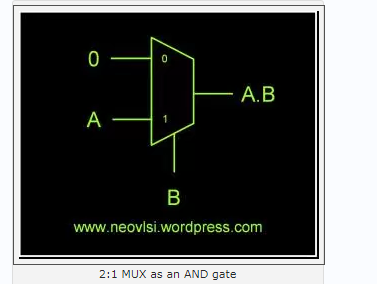 0
0
A.B
A
1
B
www.neovlsi.wordpress.com
2:1 MUX as an AND gate